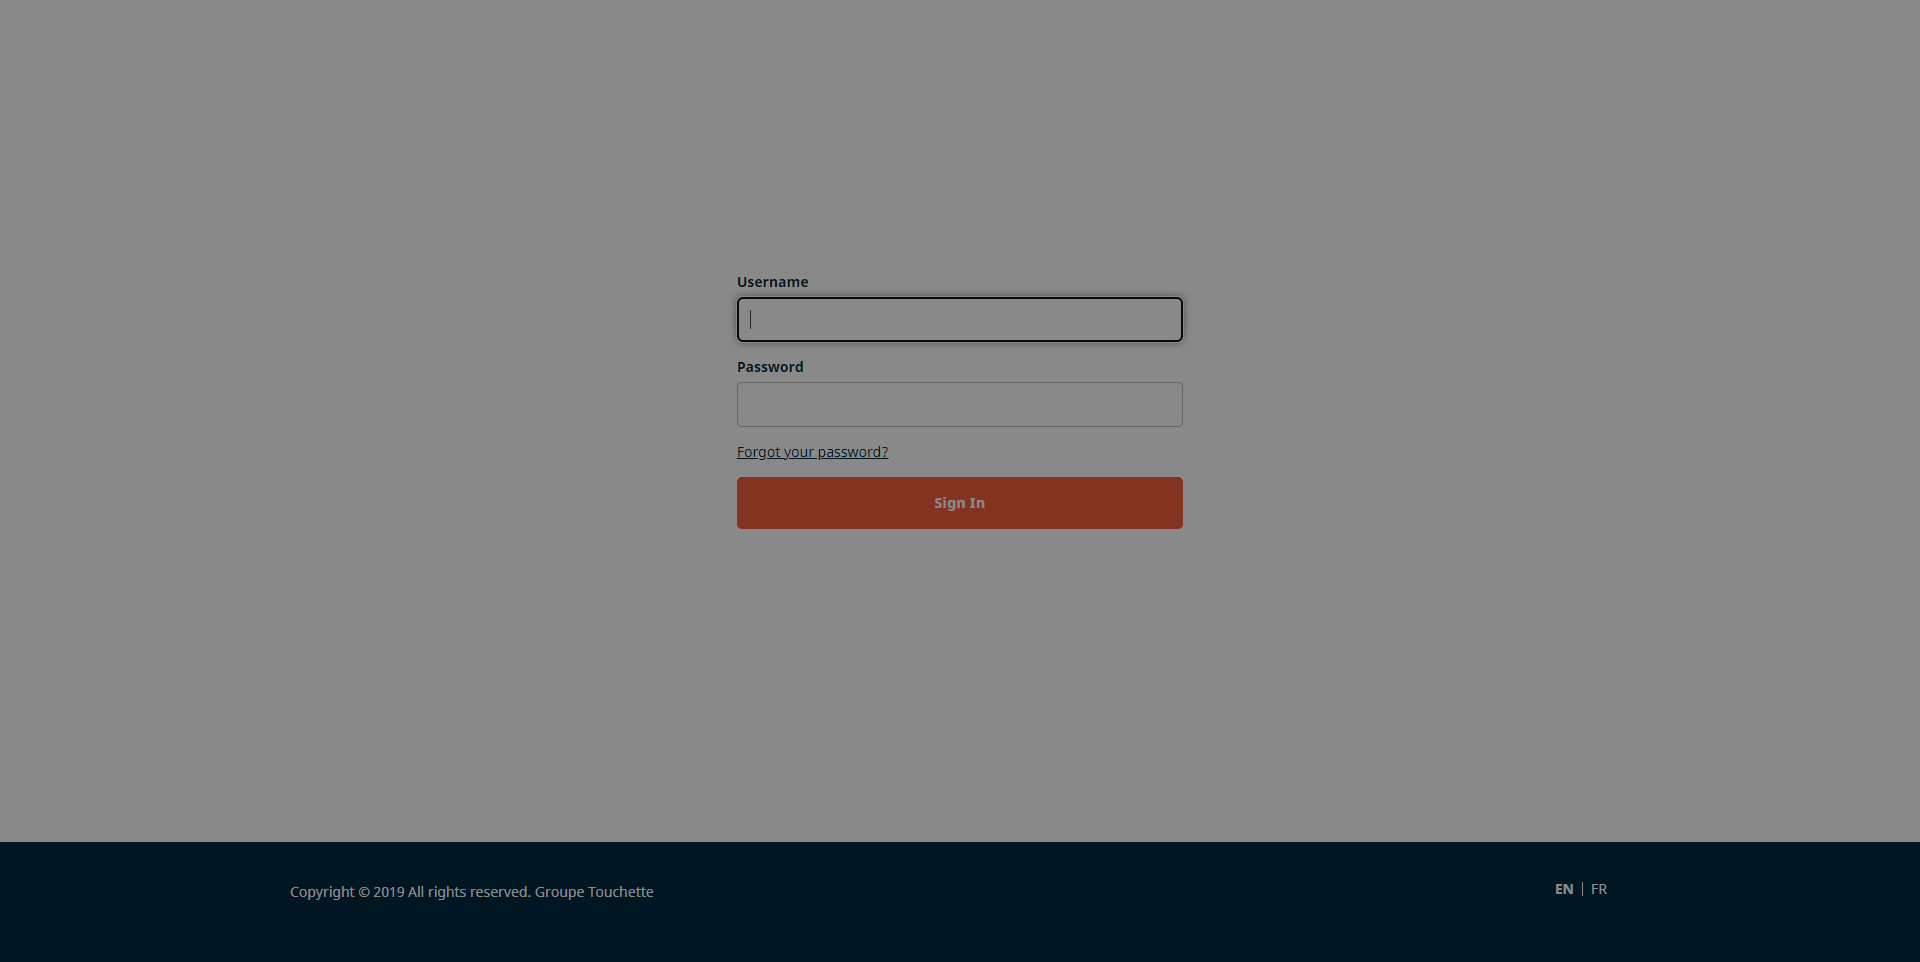 Username
Password
Forgot your password?
Sign In
Copyright © 2019 All rights reserved. Groupe Touchette
EN | FR